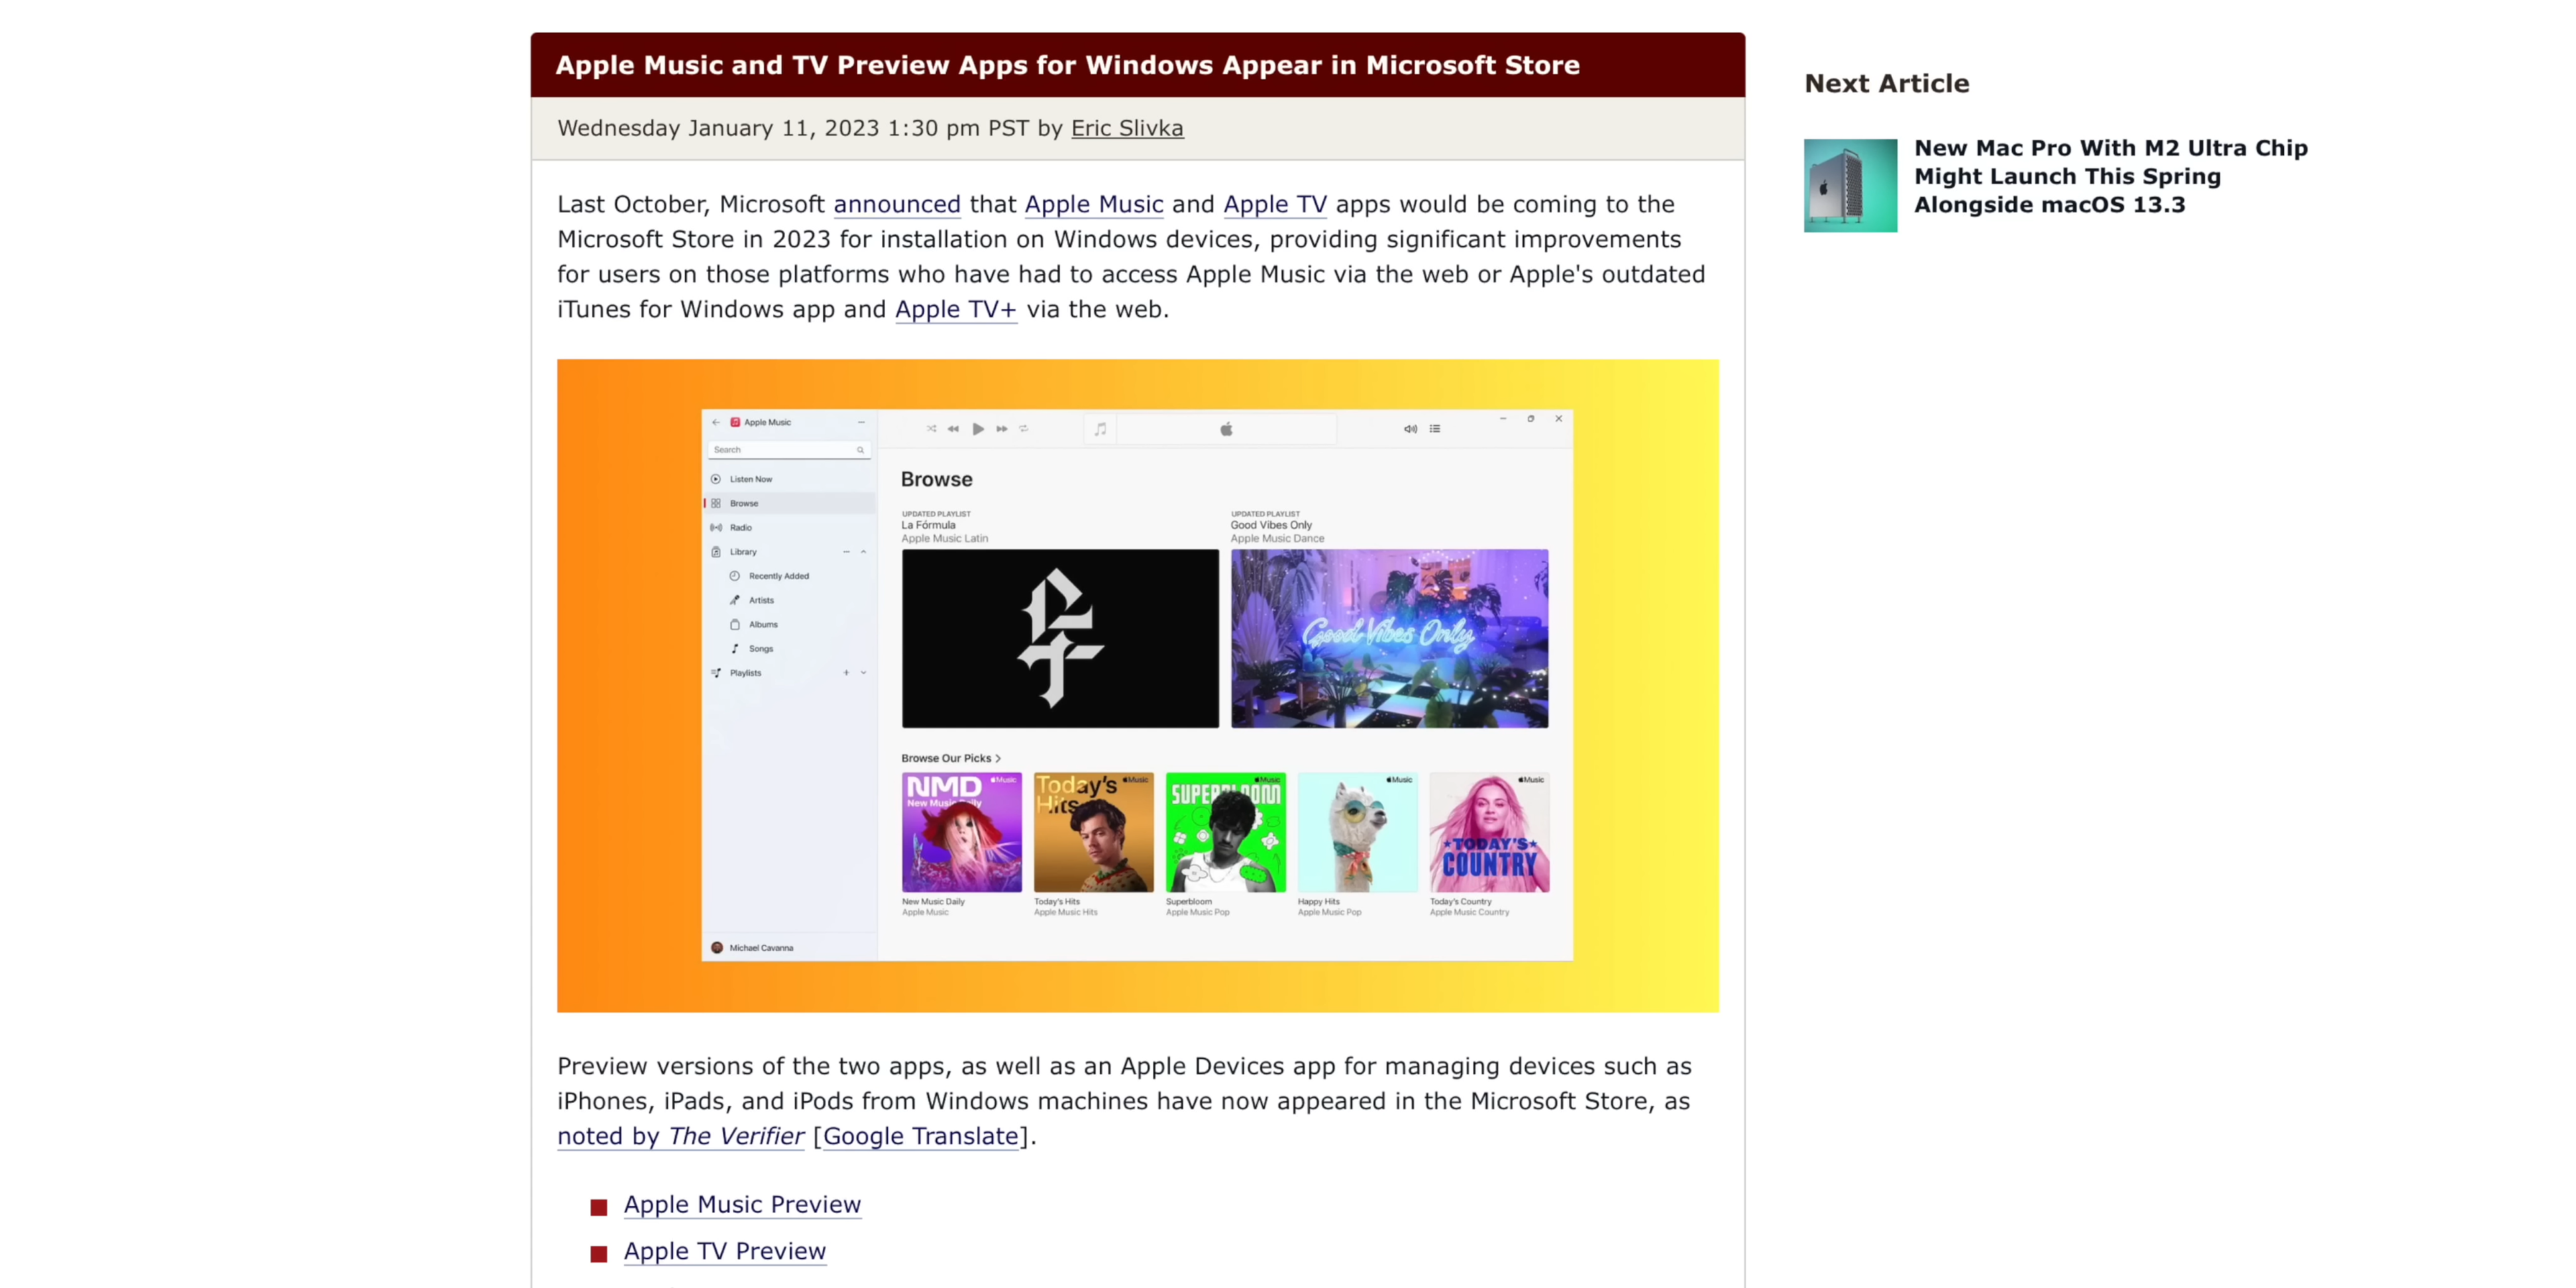 Apple Music and TV Preview Apps for Windows Appear in Microsoft Store
Wednesday January 11, 2023 1:30 pm PST by Eric Slivka
Last October, Microsoft announced that Apple Music and Apple TV apps would be coming to the
Microsoft Store in 2023 for installation on Windows devices, providing significant improvements
for users on those platforms who have had to access Apple Music via the web or Apple's outdated
iTunes for Windows app and Apple TV+ via the web.
Apple Music
Search
Listen Now
Browse
Radio
Library
Recently Added
Artists
Albums
Songs
Playlists
Michael Cavanna
Browse
UPDATED PLAYLIST
La Fórmula
Apple Music Latin
UPDATED PLAYLIST
Good Vibes Only
Apple Music Dance
Good Vibes Only
Browse Our Picks >
NMD
Music
New Music Daily
Today's
Hits
Music
SUPERBLOOM
Music
Music
Music
TODAY'S
COUNTRY
New Music Daily
Apple Music
Today's Hits
Apple Music Hits
Superbloom
Apple Music Pop
Happy Hits
Apple Music Pop
Today's Country
Apple Music Country
Preview versions of the two apps, as well as an Apple Devices app for managing devices such as
iPhones, iPads, and iPods from Windows machines have now appeared in the Microsoft Store, as
noted by The Verifier [Google Translate].
Apple Music Preview
Apple TV Preview
Next Article
New Mac Pro With M2 Ultra Chip
Might Launch This Spring
Alongside macOS 13.3